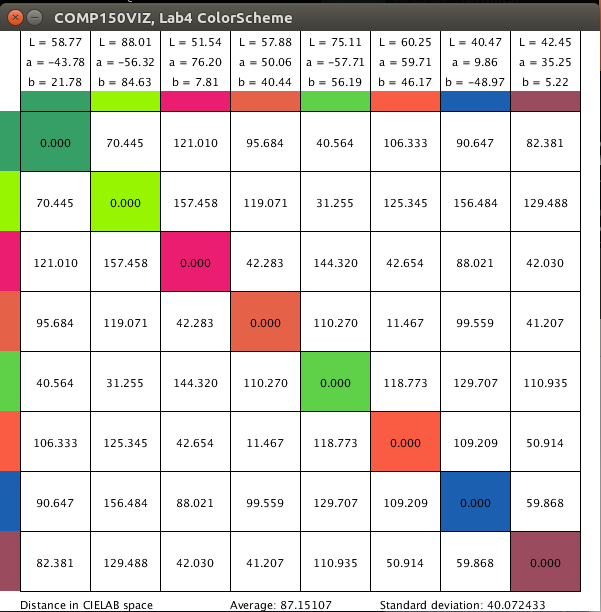 COMP150VIZ, Lab4 ColorScheme
L = 58.77 L = 88.01 L = 51.54 L = 57.88 L = 75.11 L = 60.25 L = 40.47 L = 42.45
a = −43.78 a = −56.32 a = 76.20 a = 50.06 a = −57.71 a = 59.71 a = 9.86 a = 35.25
b = 21.78 b = 84.63 b = 7.81 b = 40.44 b = 56.19 b = 46.17 b = −48.97 b = 5.22
0.000 70.445 121.010 95.684 40.564 106.333 90.647 82.381
70.445 0.000 157.458 119.071 31.255 125.345 156.484 129.488
121.010 157.458 0.000 42.283 144.320 42.654 88.021 42.030
95.684 119.071 42.283 0.000 110.270 11.467 99.559 41.207
40.564 31.255 144.320 110.270 0.000 118.773 129.707 110.935
106.333 125.345 42.654 11.467 118.773 0.000 109.209 50.914
90.647 156.484 88.021 99.559 129.707 109.209 0.000 59.868
82.381 129.488 42.030 41.207 110.935 50.914 59.868 0.000
Distance in CIELAB space Average: 87.15107 Standard deviation: 40.072433